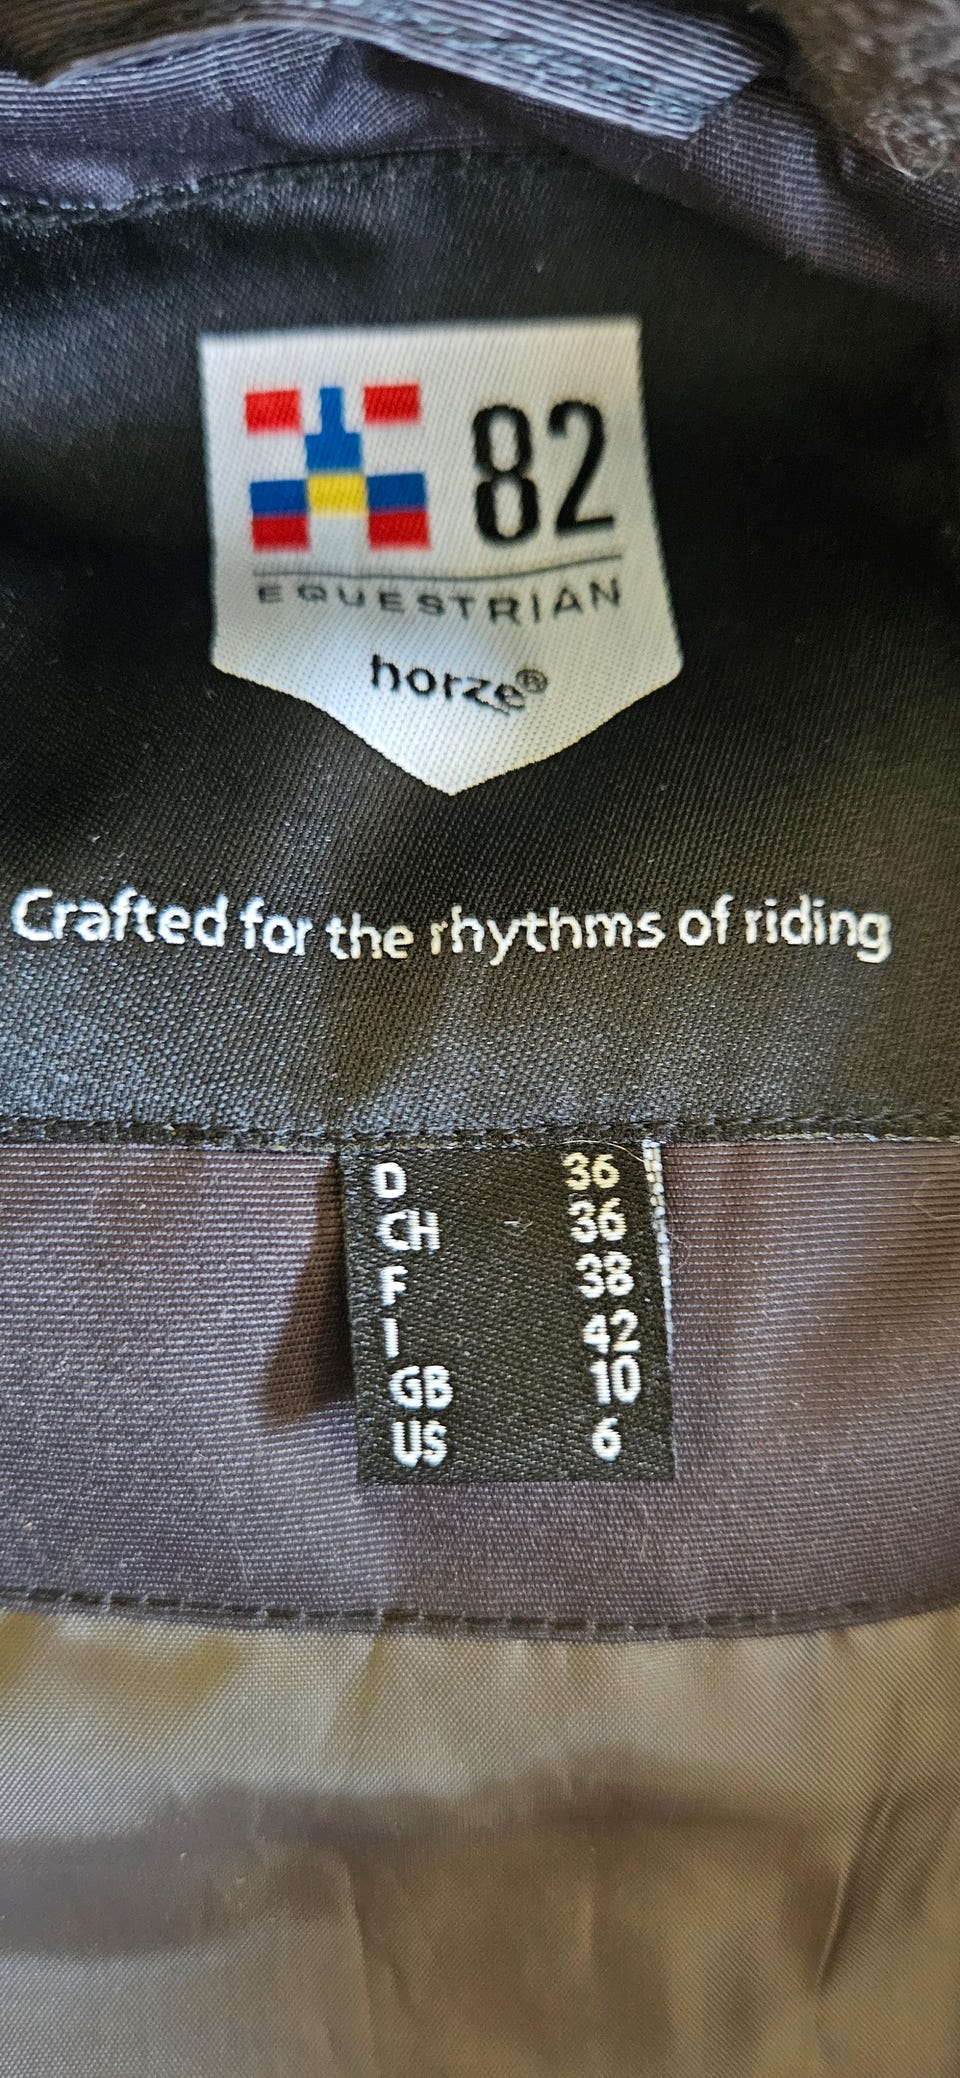 82
EQUESTRIAN
horze®
Crafted for the rhythms of riding
D 36
CH 36
F 38
I 42
GB 10
US 6